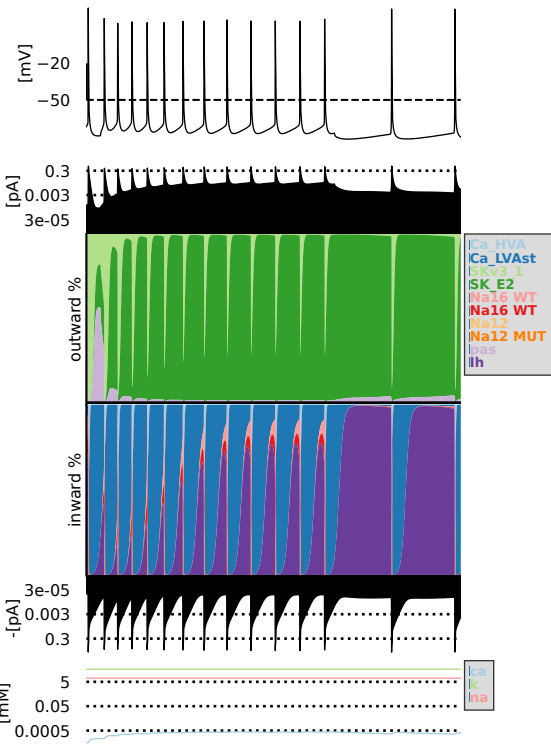 [mV]
−20
−50
[pA]
0.3
0.003
3e-05
outward %
Ca_HVA
Ca_LVAst
SKv3_1
SK_E2
Na16 WT
Na16 WT
Na12
Na12 MUT
pas
Ih
inward %
-[pA]
3e-05
0.003
0.3
[mM]
5
0.05
0.0005
ca
k
na